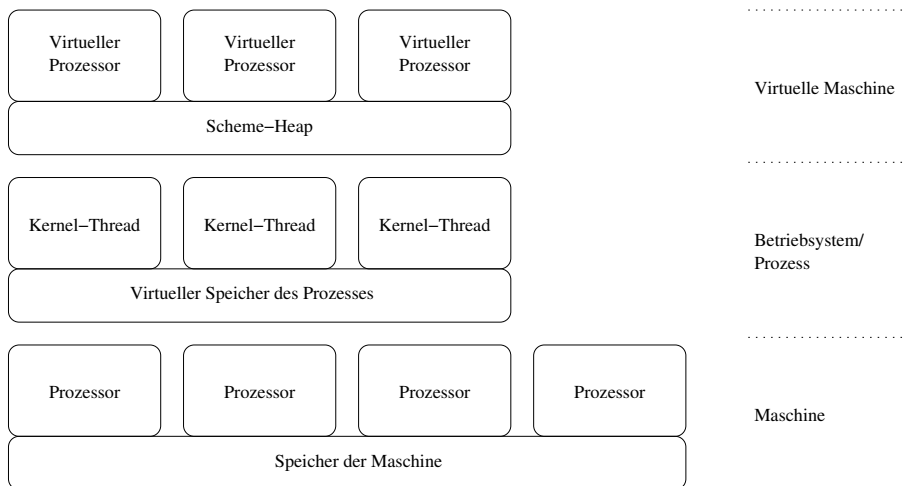 Virtueller
Prozessor
Virtueller
Prozessor
Virtueller
Prozessor
Virtuelle Maschine
Scheme−Heap
Kernel−Thread
Kernel−Thread
Kernel−Thread
Betriebsystem/
Prozess
Virtueller Speicher des Prozesses
Prozessor
Prozessor
Prozessor
Prozessor
Maschine
Speicher der Maschine